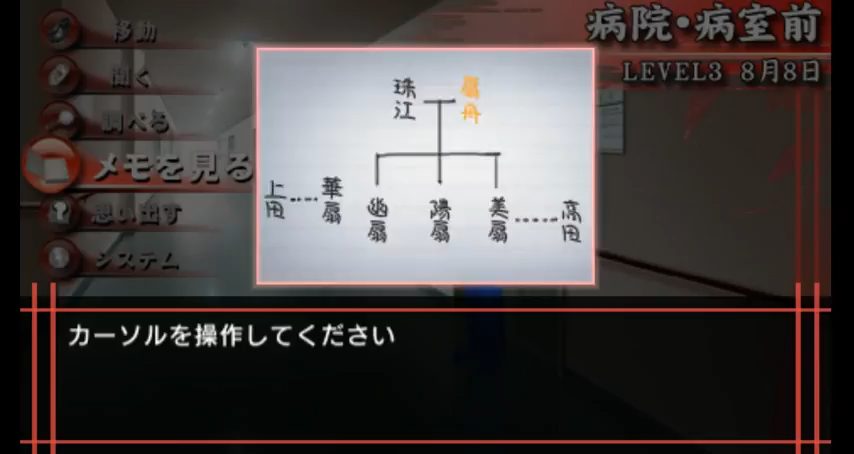 病院・病室前
LEVEL3 8月8日
移動
聞く
調べる
メモを見る
思い出す
システム
珠江
扇丹
上田
華扇
幽扇
陽扇
美扇
高田
カーソルを操作してください